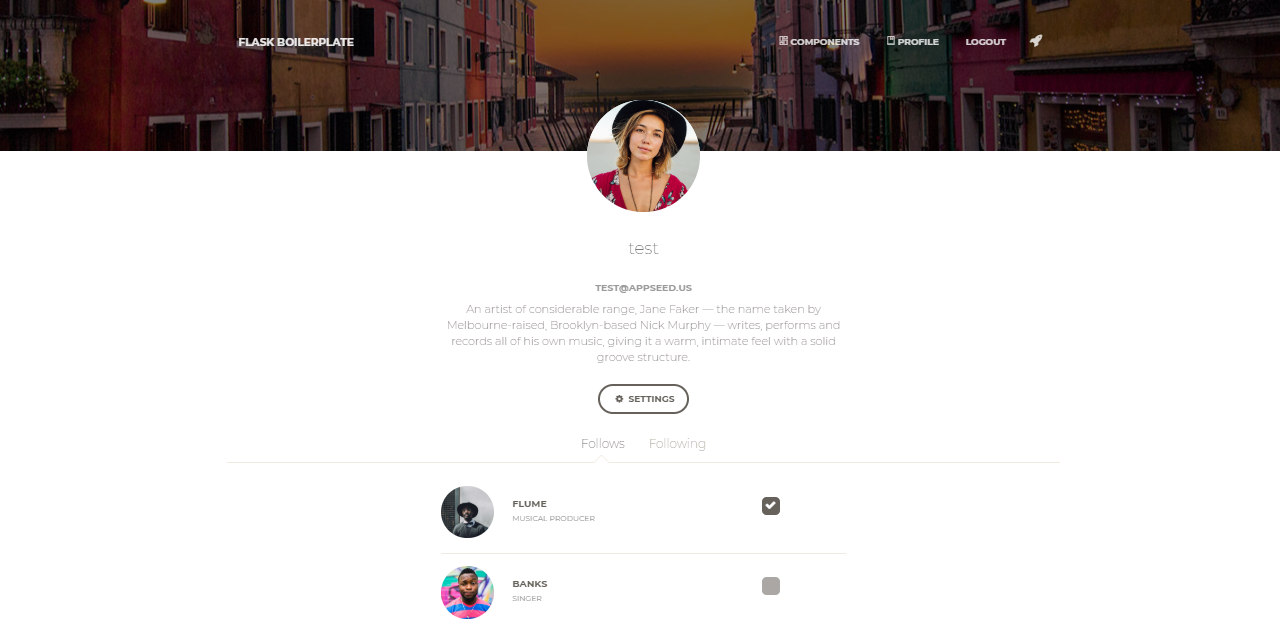 FLASK BOILERPLATE
COMPONENTS
PROFILE
LOGOUT
test
TEST@APPSEED.US
An artist of considerable range, Jane Faker — the name taken by
Melbourne-raised, Brooklyn-based Nick Murphy — writes, performs and
records all of his own music, giving it a warm, intimate feel with a solid
groove structure.
SETTINGS
Follows
Following
FLUME
MUSICAL PRODUCER
BANKS
SINGER